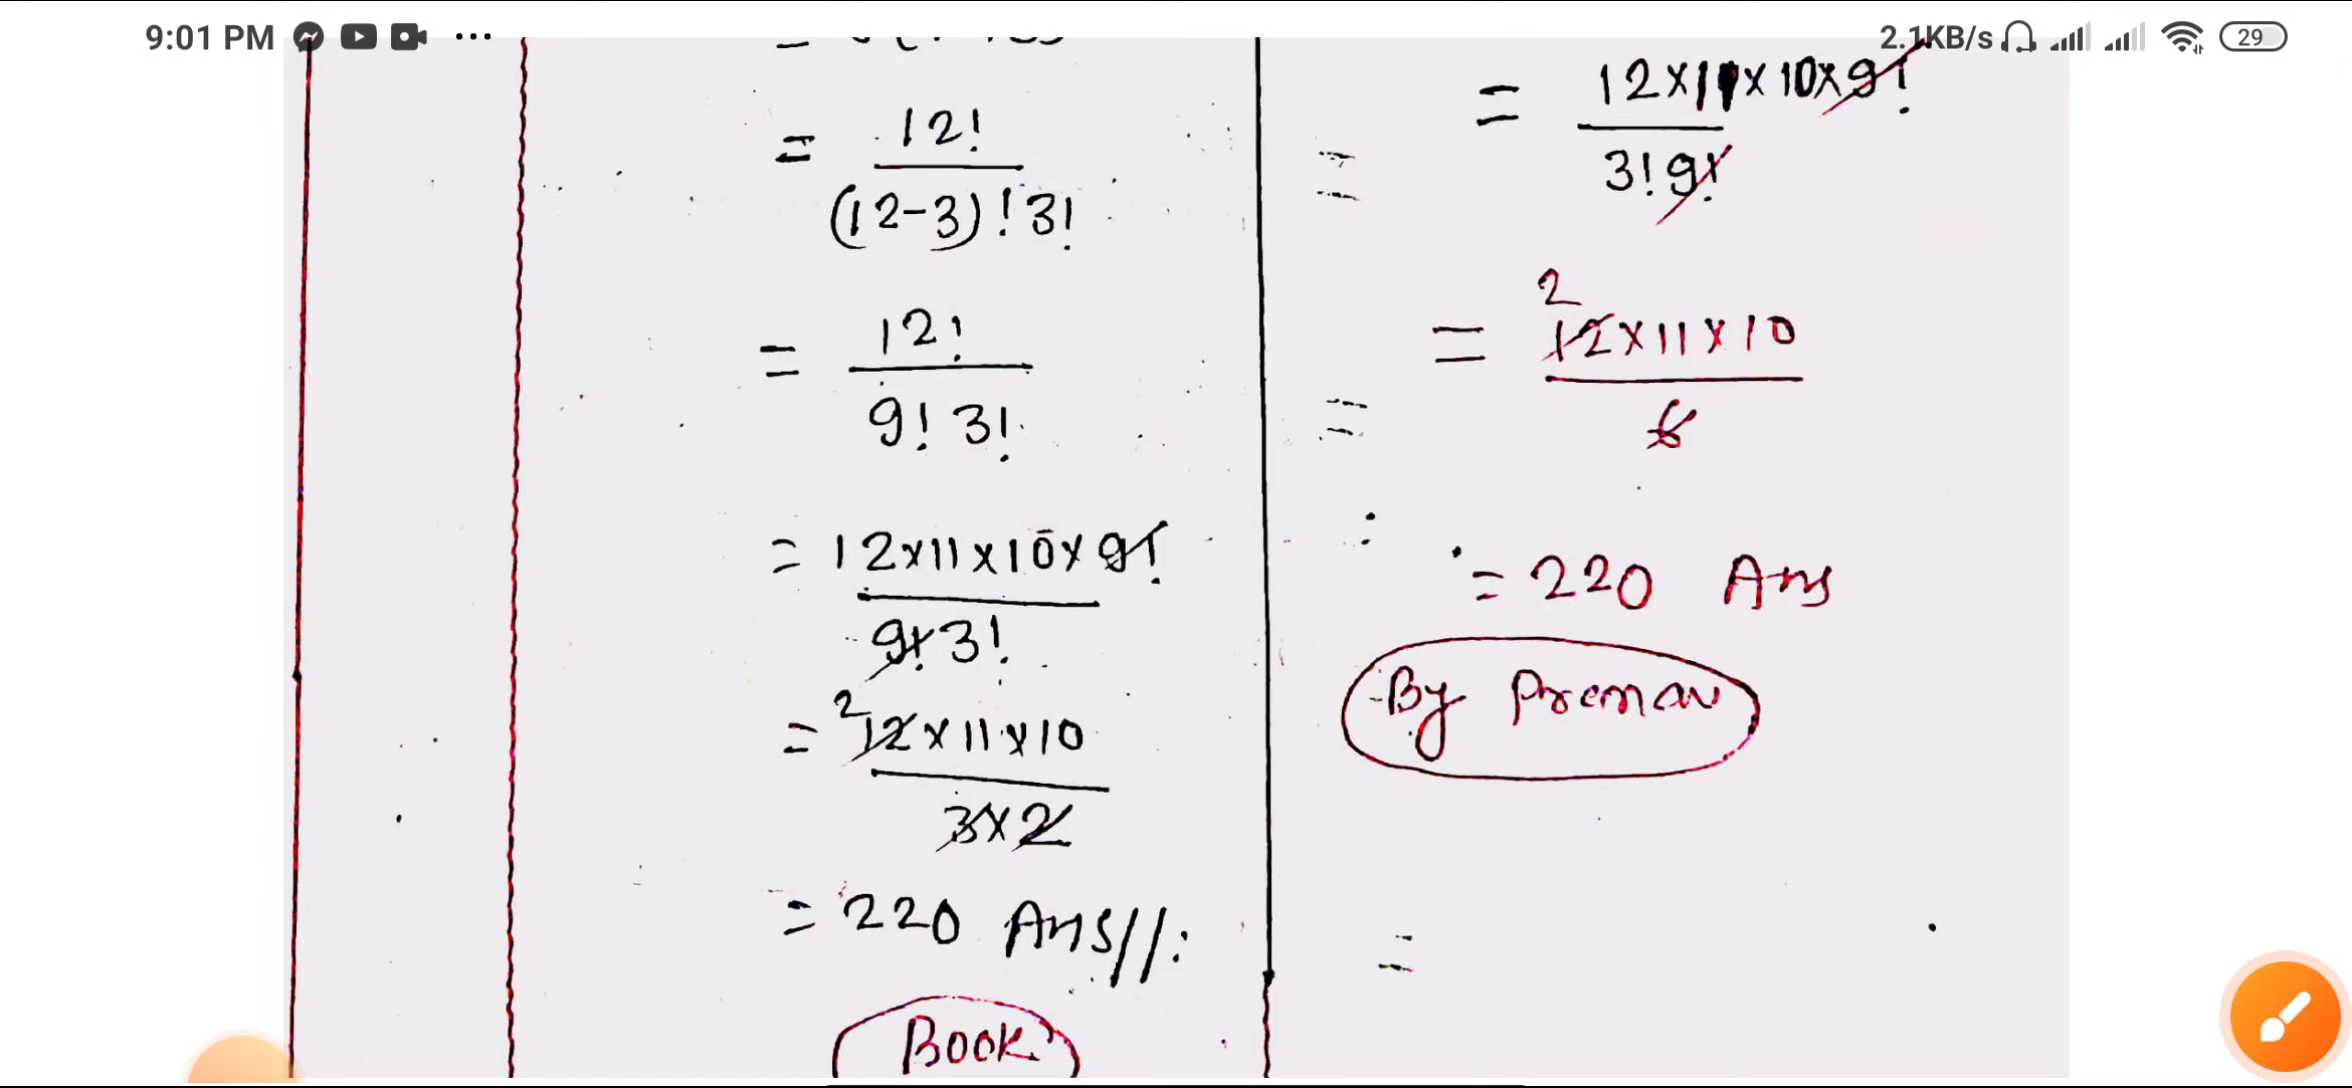 9:01 PM ... 2.1KB/s 29
= 12!
(12-3)!3!
= 12!
9! 3!
= 12×11×10×9!
9! 3!
2
= 12×11×10
3×2
= 220 Ans//:
Book
= 12×11×10×9!
3! 9!
2
= 12×11×10
6
= 220 Ans
By Preman